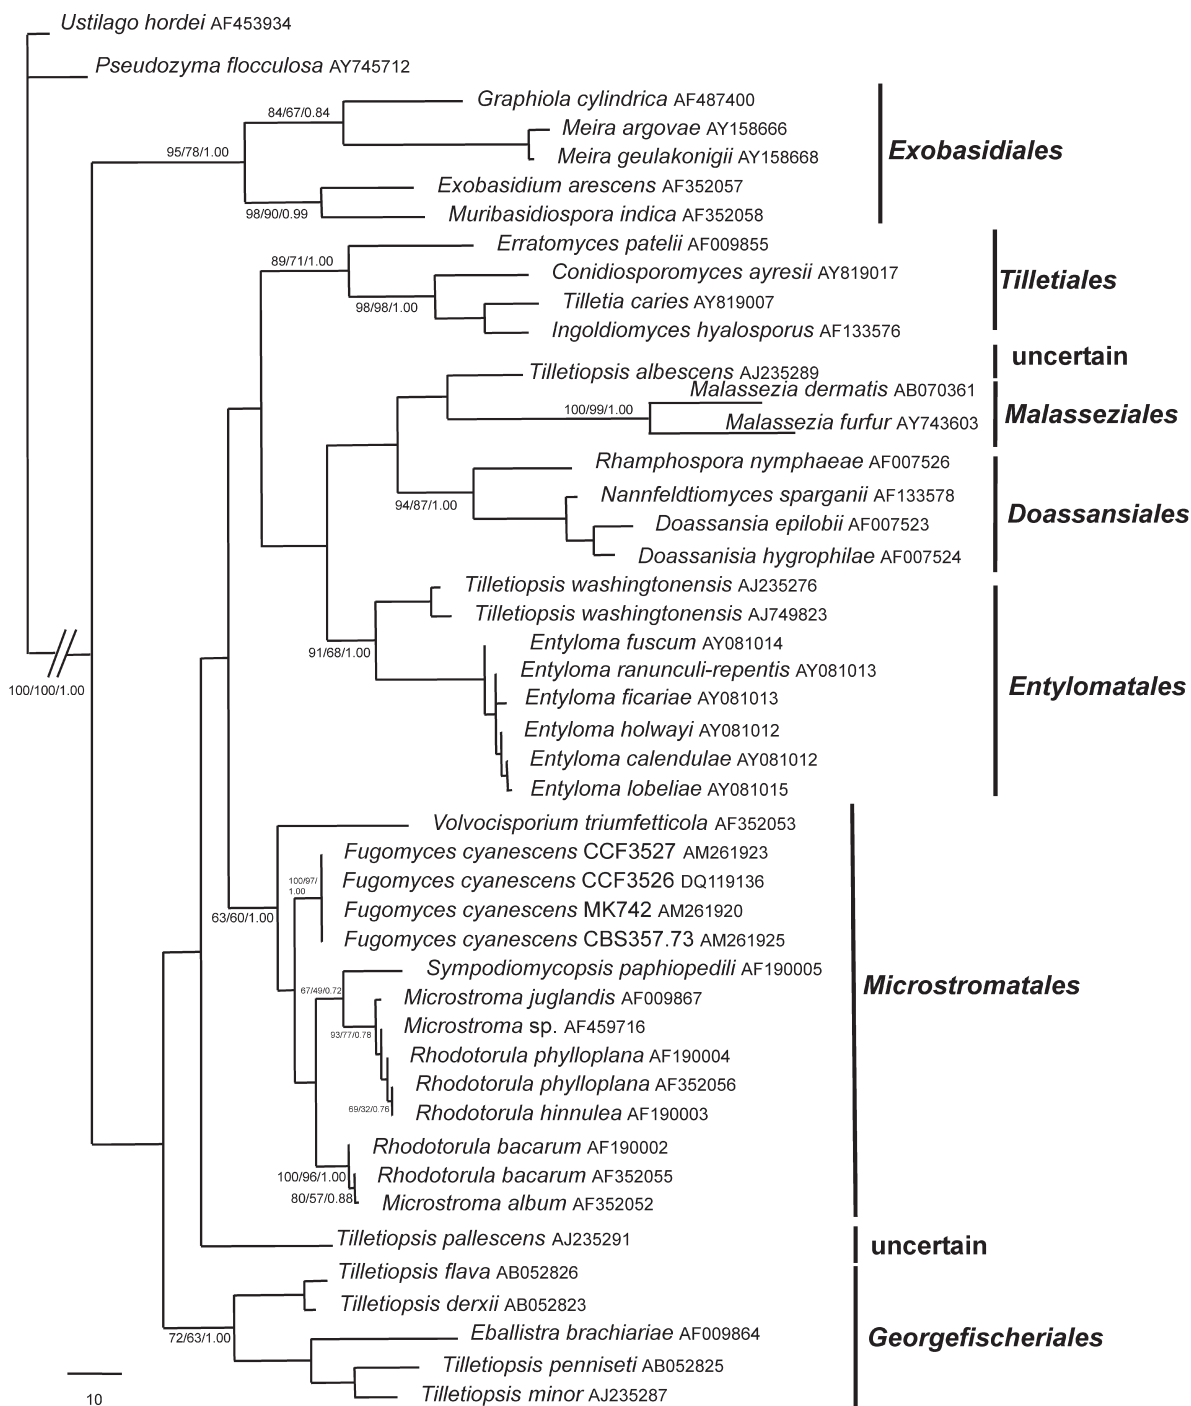 Ustilago hordei AF453934
Pseudozyma flocculosa AY745712
Graphiola cylindrica AF487400
84/67/0.84
Meira argovae AY158666
95/78/1.00
Meira geulakonigii AY158668
Exobasidiales
Exobasidium arescens AF352057
98/90/0.99
Muribasidiospora indica AF352058
Erratomyces patelii AF009855
89/71/1.00
Conidiosporomyces ayresii AY819017
Tilletiales
98/98/1.00
Tilletia caries AY819007
Ingoldiomyces hyalosporus AF133576
uncertain
Tilletiopsis albescens AJ235289
Malassezia dermatis AB070361
100/99/1.00
Malasseziales
Malassezia furfur AY743603
Rhamphospora nymphaeae AF007526
94/87/1.00
Nannfeldtiomyces sparganii AF133578
Doassansiales
Doassansia epilobii AF007523
Doassanisia hygrophilae AF007524
Tilletiopsis washingtonensis AJ235276
Tilletiopsis washingtonensis AJ749823
91/68/1.00
Entyloma fuscum AY081014
Entyloma ranunculi-repentis AY081013
100/100/1.00
Entylomatales
Entyloma ficariae AY081013
Entyloma holwayi AY081012
Entyloma calendulae AY081012
Entyloma lobeliae AY081015
Volvocisporium triumfetticola AF352053
Fugomyces cyanescens CCF3527 AM261923
100/97/
1.00
Fugomyces cyanescens CCF3526 DQ119136
63/60/1.00
Fugomyces cyanescens MK742 AM261920
Fugomyces cyanescens CBS357.73 AM261925
Sympodiomycopsis paphiopedili AF190005
Microstromatales
67/49/0.72
Microstroma juglandis AF009867
Microstroma sp. AF459716
93/77/0.78
Rhodotorula phylloplana AF190004
Rhodotorula phylloplana AF352056
69/32/0.76
Rhodotorula hinnulea AF190003
Rhodotorula bacarum AF190002
100/96/1.00
Rhodotorula bacarum AF352055
80/57/0.88
Microstroma album AF352052
Tilletiopsis pallescens AJ235291
uncertain
Tilletiopsis flava AB052826
Tilletiopsis derxii AB052823
72/63/1.00
Eballistra brachiariae AF009864
Georgefischeriales
Tilletiopsis penniseti AB052825
Tilletiopsis minor AJ235287
10